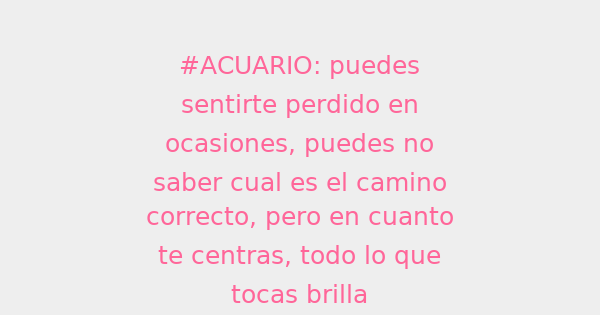 #ACUARIO: puedes
sentirte perdido en
ocasiones, puedes no
saber cual es el camino
correcto, pero en cuanto
te centras, todo lo que
tocas brilla